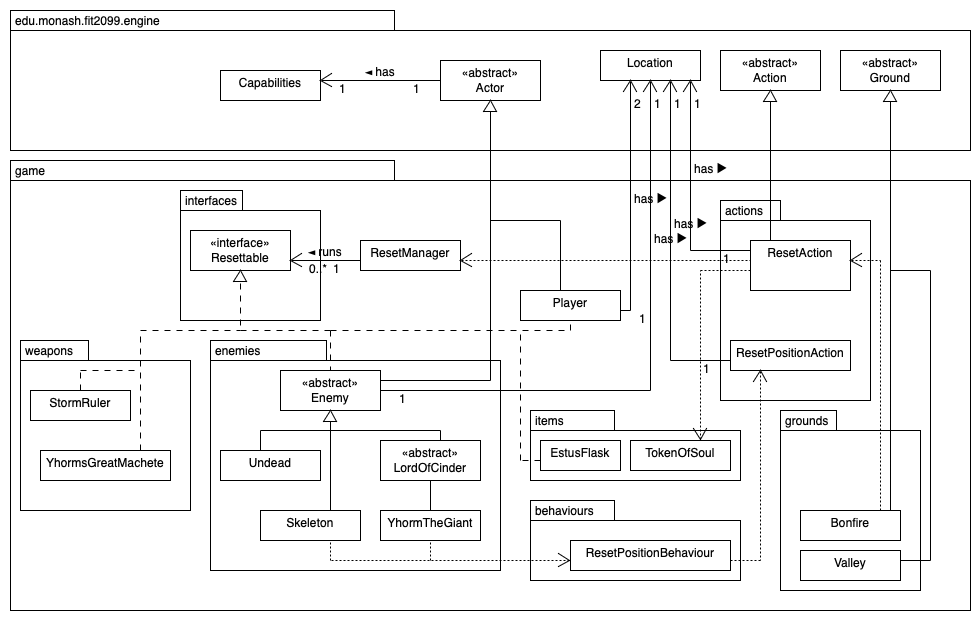 edu.monash.fit2099.engine
Capabilities
◄ has
1
1
«abstract»
Actor
Location
2
1
1
1
«abstract»
Action
«abstract»
Ground
game
has ►
has ►
has ►
has ►
interfaces
«interface»
Resettable
◄ runs
0..*
1
ResetManager
Player
1
actions
ResetAction
1
ResetPositionAction
1
weapons
StormRuler
YhormsGreatMachete
enemies
«abstract»
Enemy
1
Undead
«abstract»
LordOfCinder
Skeleton
YhormTheGiant
items
EstusFlask
TokenOfSoul
behaviours
ResetPositionBehaviour
grounds
Bonfire
Valley